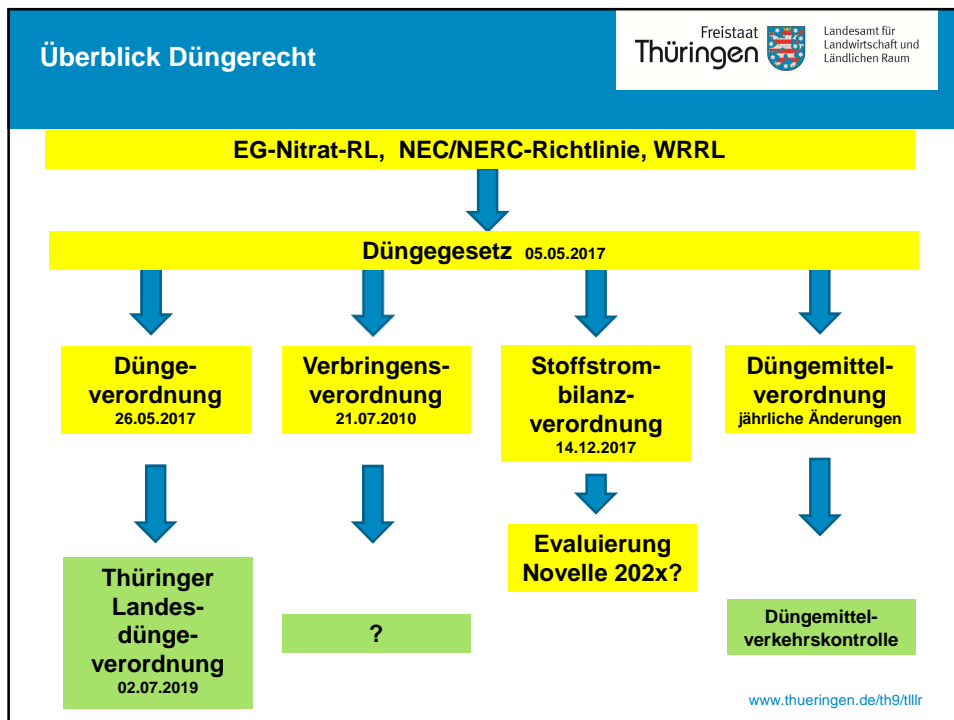 Überblick Düngerecht
Freistaat
Thüringen
Landesamt für
Landwirtschaft und
Ländlichen Raum
EG-Nitrat-RL, NEC/NERC-Richtlinie, WRRL
Düngegesetz 05.05.2017
Dünge-
verordnung
26.05.2017
Verbringens-
verordnung
21.07.2010
Stoffstrom-
bilanz-
verordnung
14.12.2017
Düngemittel-
verordnung
jährliche Änderungen
Thüringer
Landes-
dünge-
verordnung
02.07.2019
?
Evaluierung
Novelle 202x?
Düngemittel-
verkehrskontrolle
www.thueringen.de/th9/tlllr